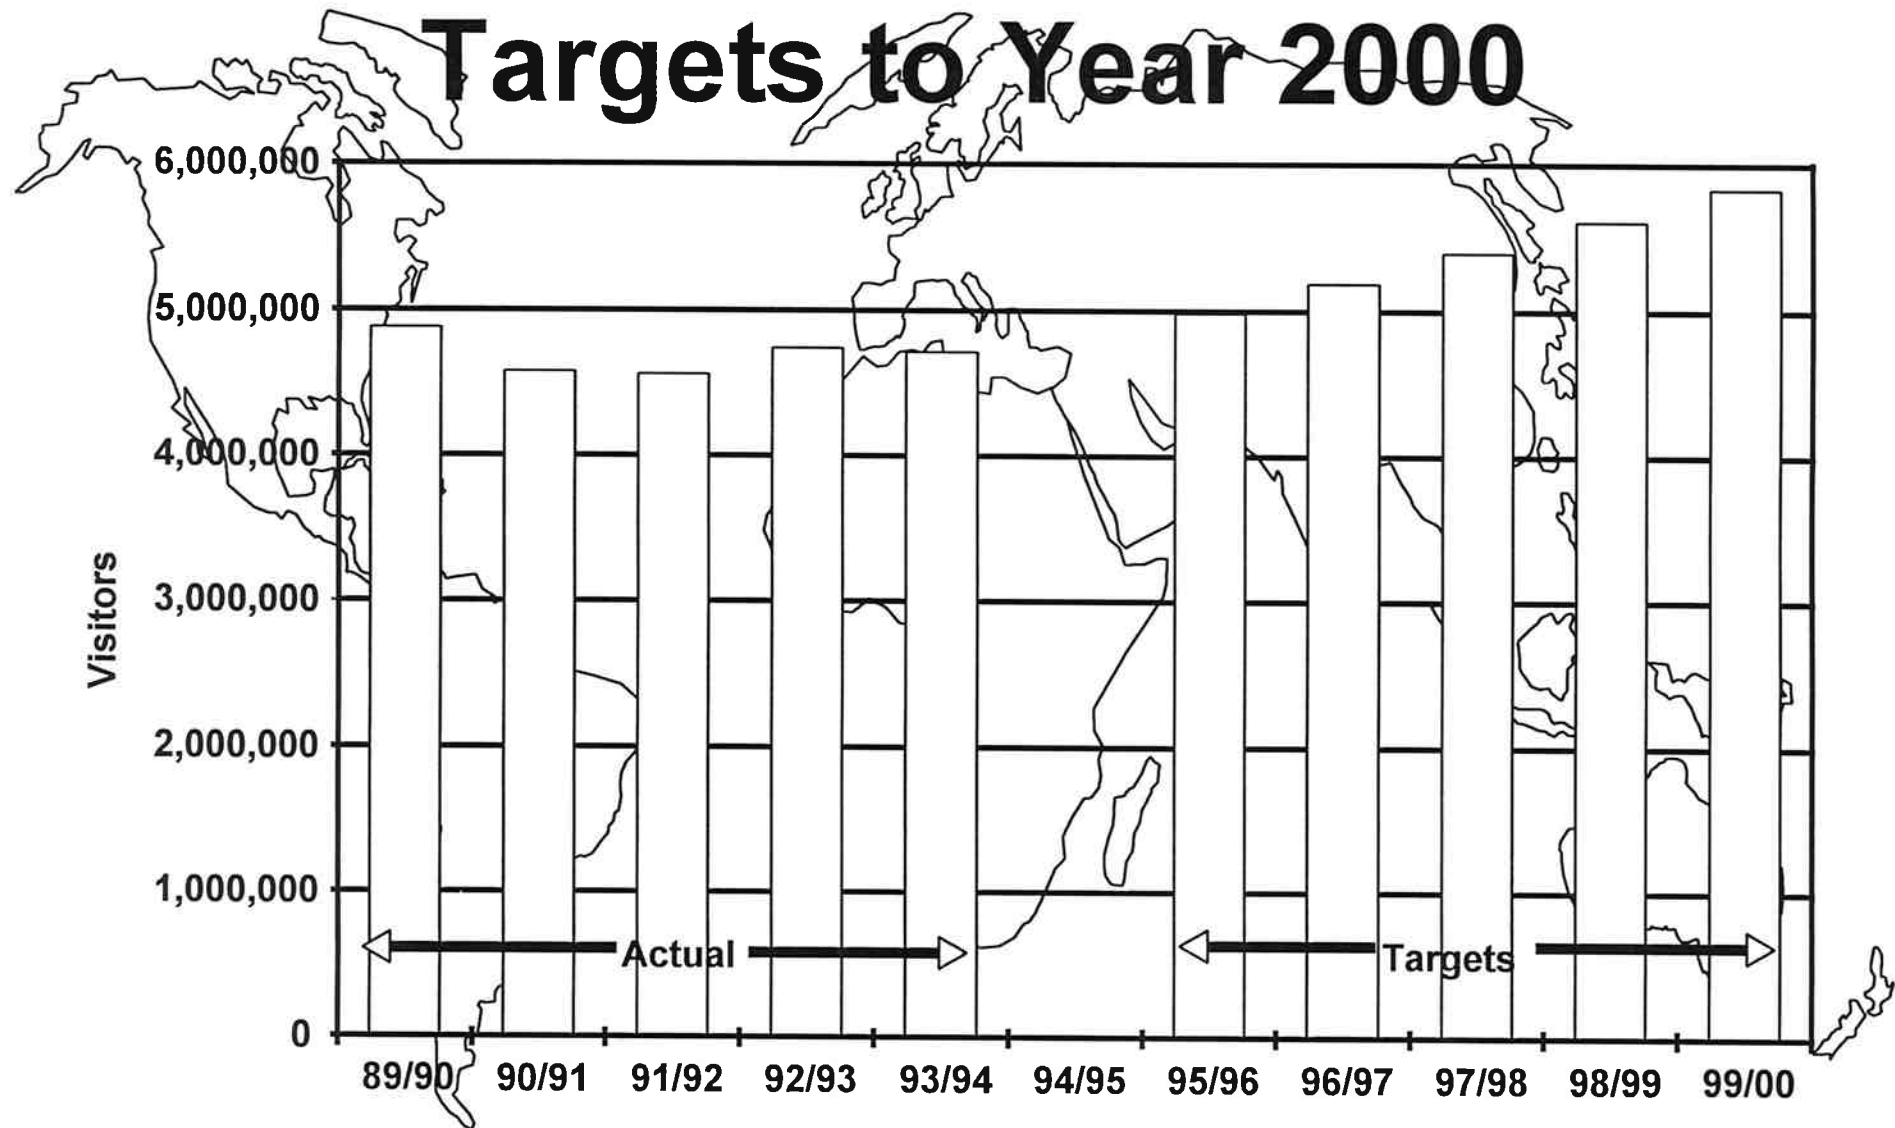 Targets to Year 2000
6,000,000
5,000,000
4,000,000
3,000,000
2,000,000
1,000,000
0
Visitors
Actual
Targets
89/90 90/91 91/92 92/93 93/94 94/95 95/96 96/97 97/98 98/99 99/00